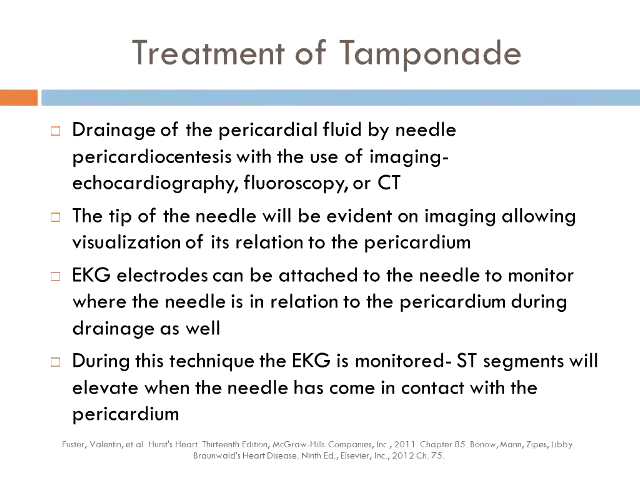 Treatment of Tamponade
Drainage of the pericardial fluid by needle
pericardiocentesis with the use of imaging-
echocardiography, fluoroscopy, or CT
The tip of the needle will be evident on imaging allowing
visualization of its relation to the pericardium
EKG electrodes can be attached to the needle to monitor
where the needle is in relation to the pericardium during
drainage as well
During this technique the EKG is monitored- ST segments will
elevate when the needle has come in contact with the
pericardium
Fuster, Valentin, et al. Hurst's Heart. Thirteenth Edition, McGraw-Hills Companies, Inc., 2011. Chapter 85. Bonow, Mann, Zipes, Libby.
Braunwald's Heart Disease. Ninth Ed., Elsevier, Inc., 2012 Ch. 75.